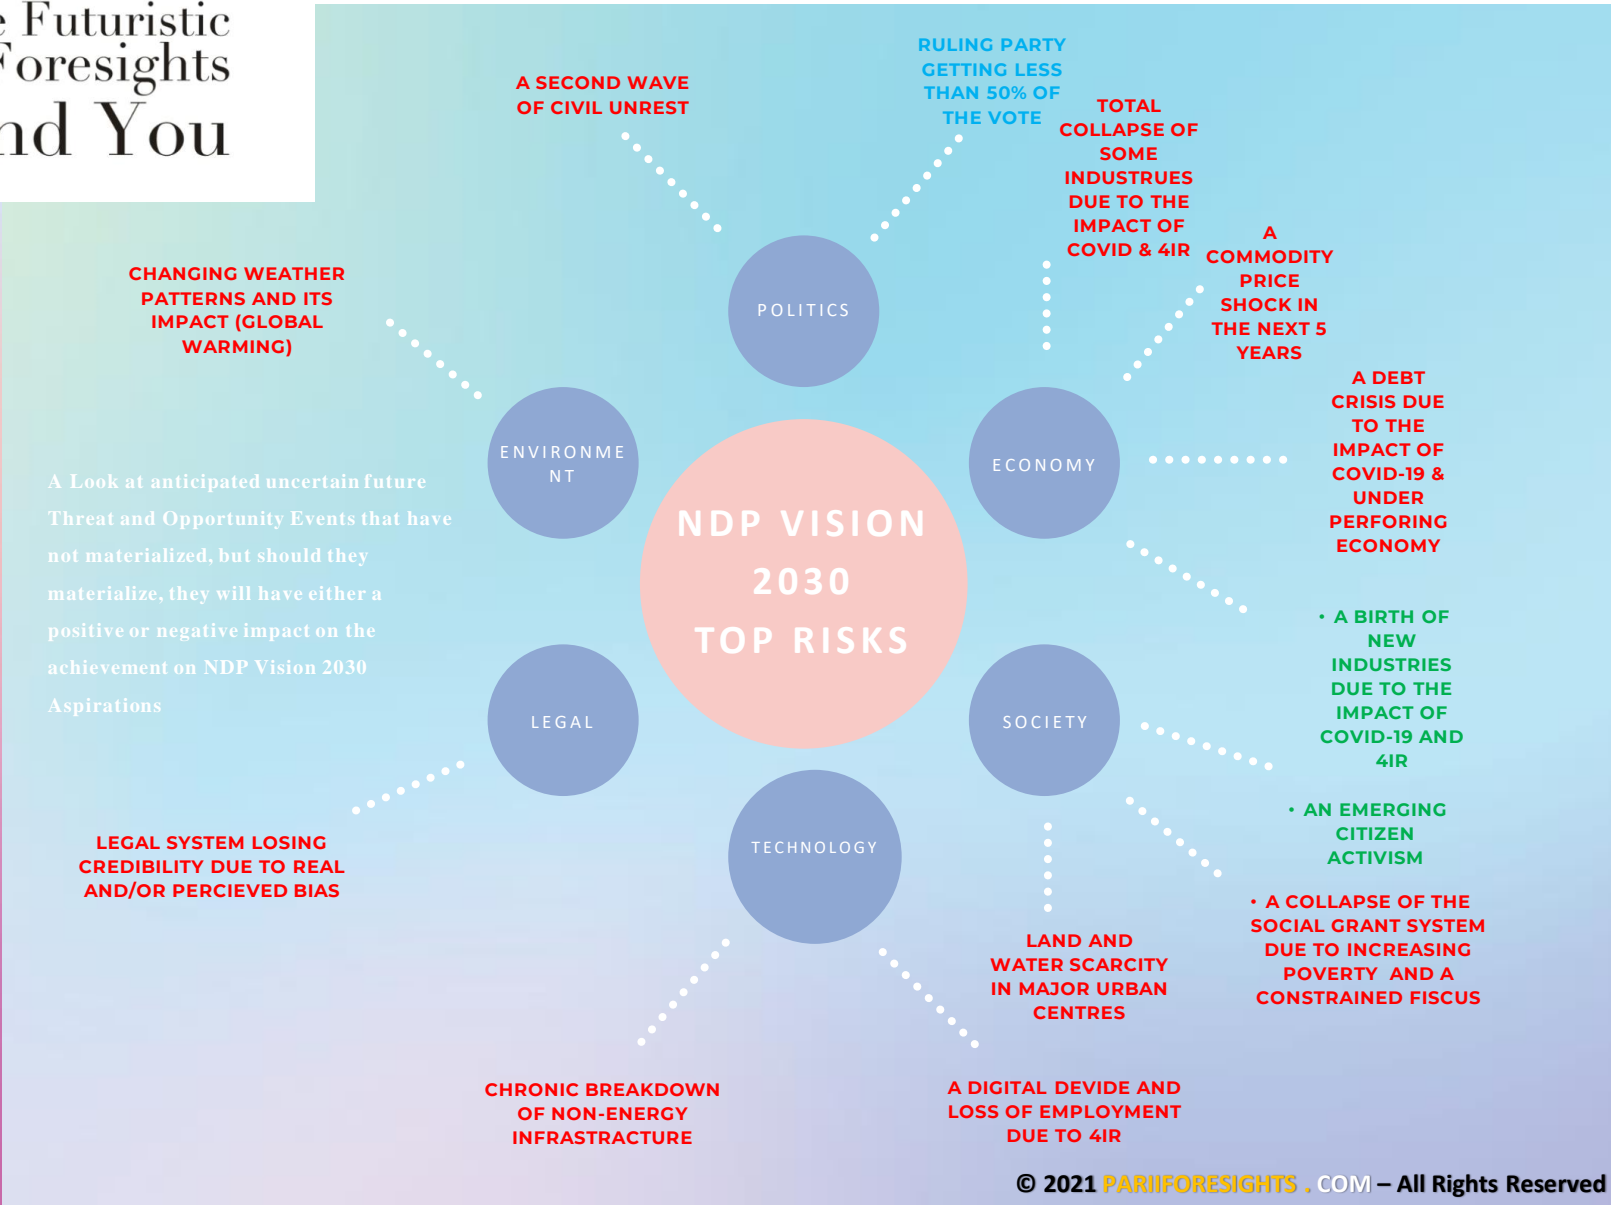 e Futuristic
Foresights
nd You
A SECOND WAVE
OF CIVIL UNREST
RULING PARTY
GETTING LESS
THAN 50% OF
THE VOTE
TOTAL
COLLAPSE OF
SOME
INDUSTRUES
DUE TO THE
IMPACT OF
COVID & 4IR
A
COMMODITY
PRICE
SHOCK IN
THE NEXT 5
YEARS
CHANGING WEATHER
PATTERNS AND ITS
IMPACT (GLOBAL
WARMING)
POLITICS
A DEBT
CRISIS DUE
TO THE
IMPACT OF
COVID-19 &
UNDER
PERFORING
ECONOMY
ENVIRONME
NT
ECONOMY
A Look at anticipated uncertain future
Threat and Opportunity Events that have
not materialized, but should they
materialize, they will have either a
positive or negative impact on the
achievement on NDP Vision 2030
Aspirations
NDP VISION
2030
TOP RISKS
• A BIRTH OF
NEW
INDUSTRIES
DUE TO THE
IMPACT OF
COVID-19 AND
4IR
LEGAL
SOCIETY
• AN EMERGING
CITIZEN
ACTIVISM
LEGAL SYSTEM LOSING
CREDIBILITY DUE TO REAL
AND/OR PERCIEVED BIAS
TECHNOLOGY
• A COLLAPSE OF THE
SOCIAL GRANT SYSTEM
DUE TO INCREASING
POVERTY AND A
CONSTRAINED FISCUS
LAND AND
WATER SCARCITY
IN MAJOR URBAN
CENTRES
CHRONIC BREAKDOWN
OF NON-ENERGY
INFRASTRACTURE
A DIGITAL DEVIDE AND
LOSS OF EMPLOYMENT
DUE TO 4IR
© 2021 PARIIFORESIGHTS . COM – All Rights Reserved